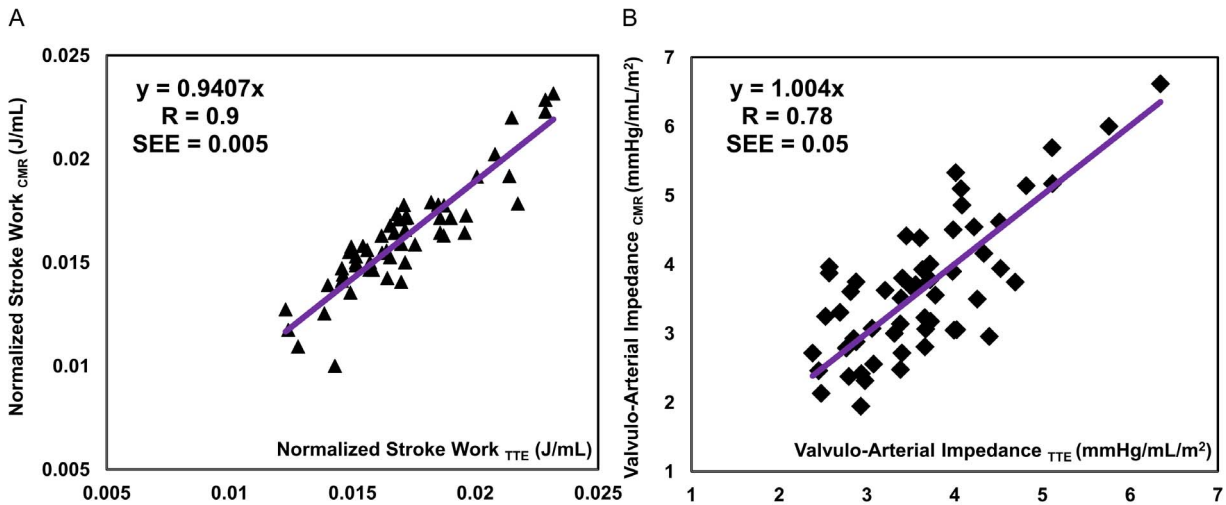 A
Normalized Stroke Work CMR (J/mL)
0.025
0.02
0.015
0.01
0.005
y = 0.9407x
R = 0.9
SEE = 0.005
Normalized Stroke Work TTE (J/mL)
0.005 0.01 0.015 0.02 0.025
B
Valvulo-Arterial Impedance CMR (mmHg/mL/m²)
7
6
5
4
3
2
1
y = 1.004x
R = 0.78
SEE = 0.05
Valvulo-Arterial Impedance TTE (mmHg/mL/m²)
1 2 3 4 5 6 7